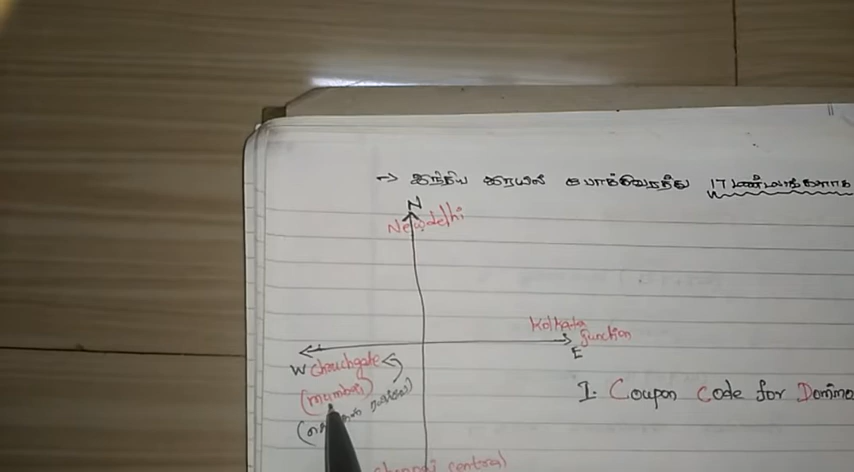 → இந்திய இரயில் போக்குவரத்து 17 மண்டலங்களாக
N
New delhi
Kolkata
Junction
E
W Churchgate
(mumbai)
I. Coupon Code for Domino
Chennai central